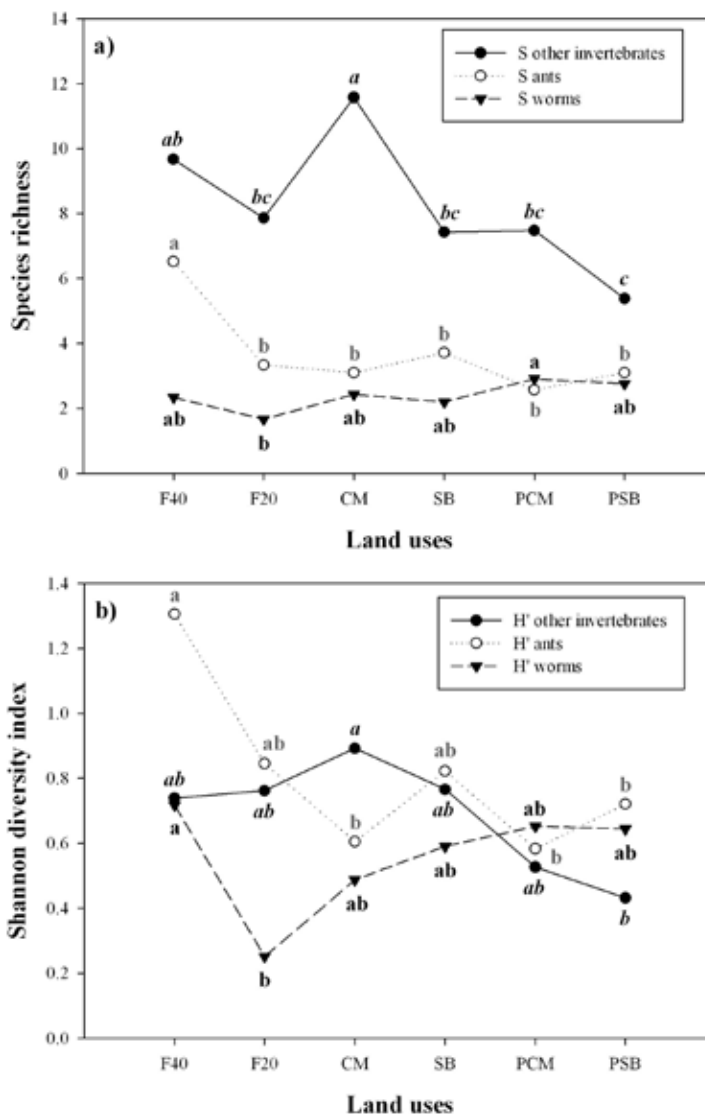 a)
14
12
10
8
6
4
2
0
Species richness
S other invertebrates
S ants
S worms
ab
bc
a
bc
bc
c
a
b
b
b
b
b
ab
b
ab
ab
a
ab
F40 F20 CM SB PCM PSB
Land uses
b)
1.4
1.2
1.0
0.8
0.6
0.4
0.2
0.0
Shannon diversity index
H' other invertebrates
H' ants
H' worms
a
ab
b
ab
b
b
ab
ab
a
ab
ab
b
a
b
ab
ab
ab
ab
F40 F20 CM SB PCM PSB
Land uses